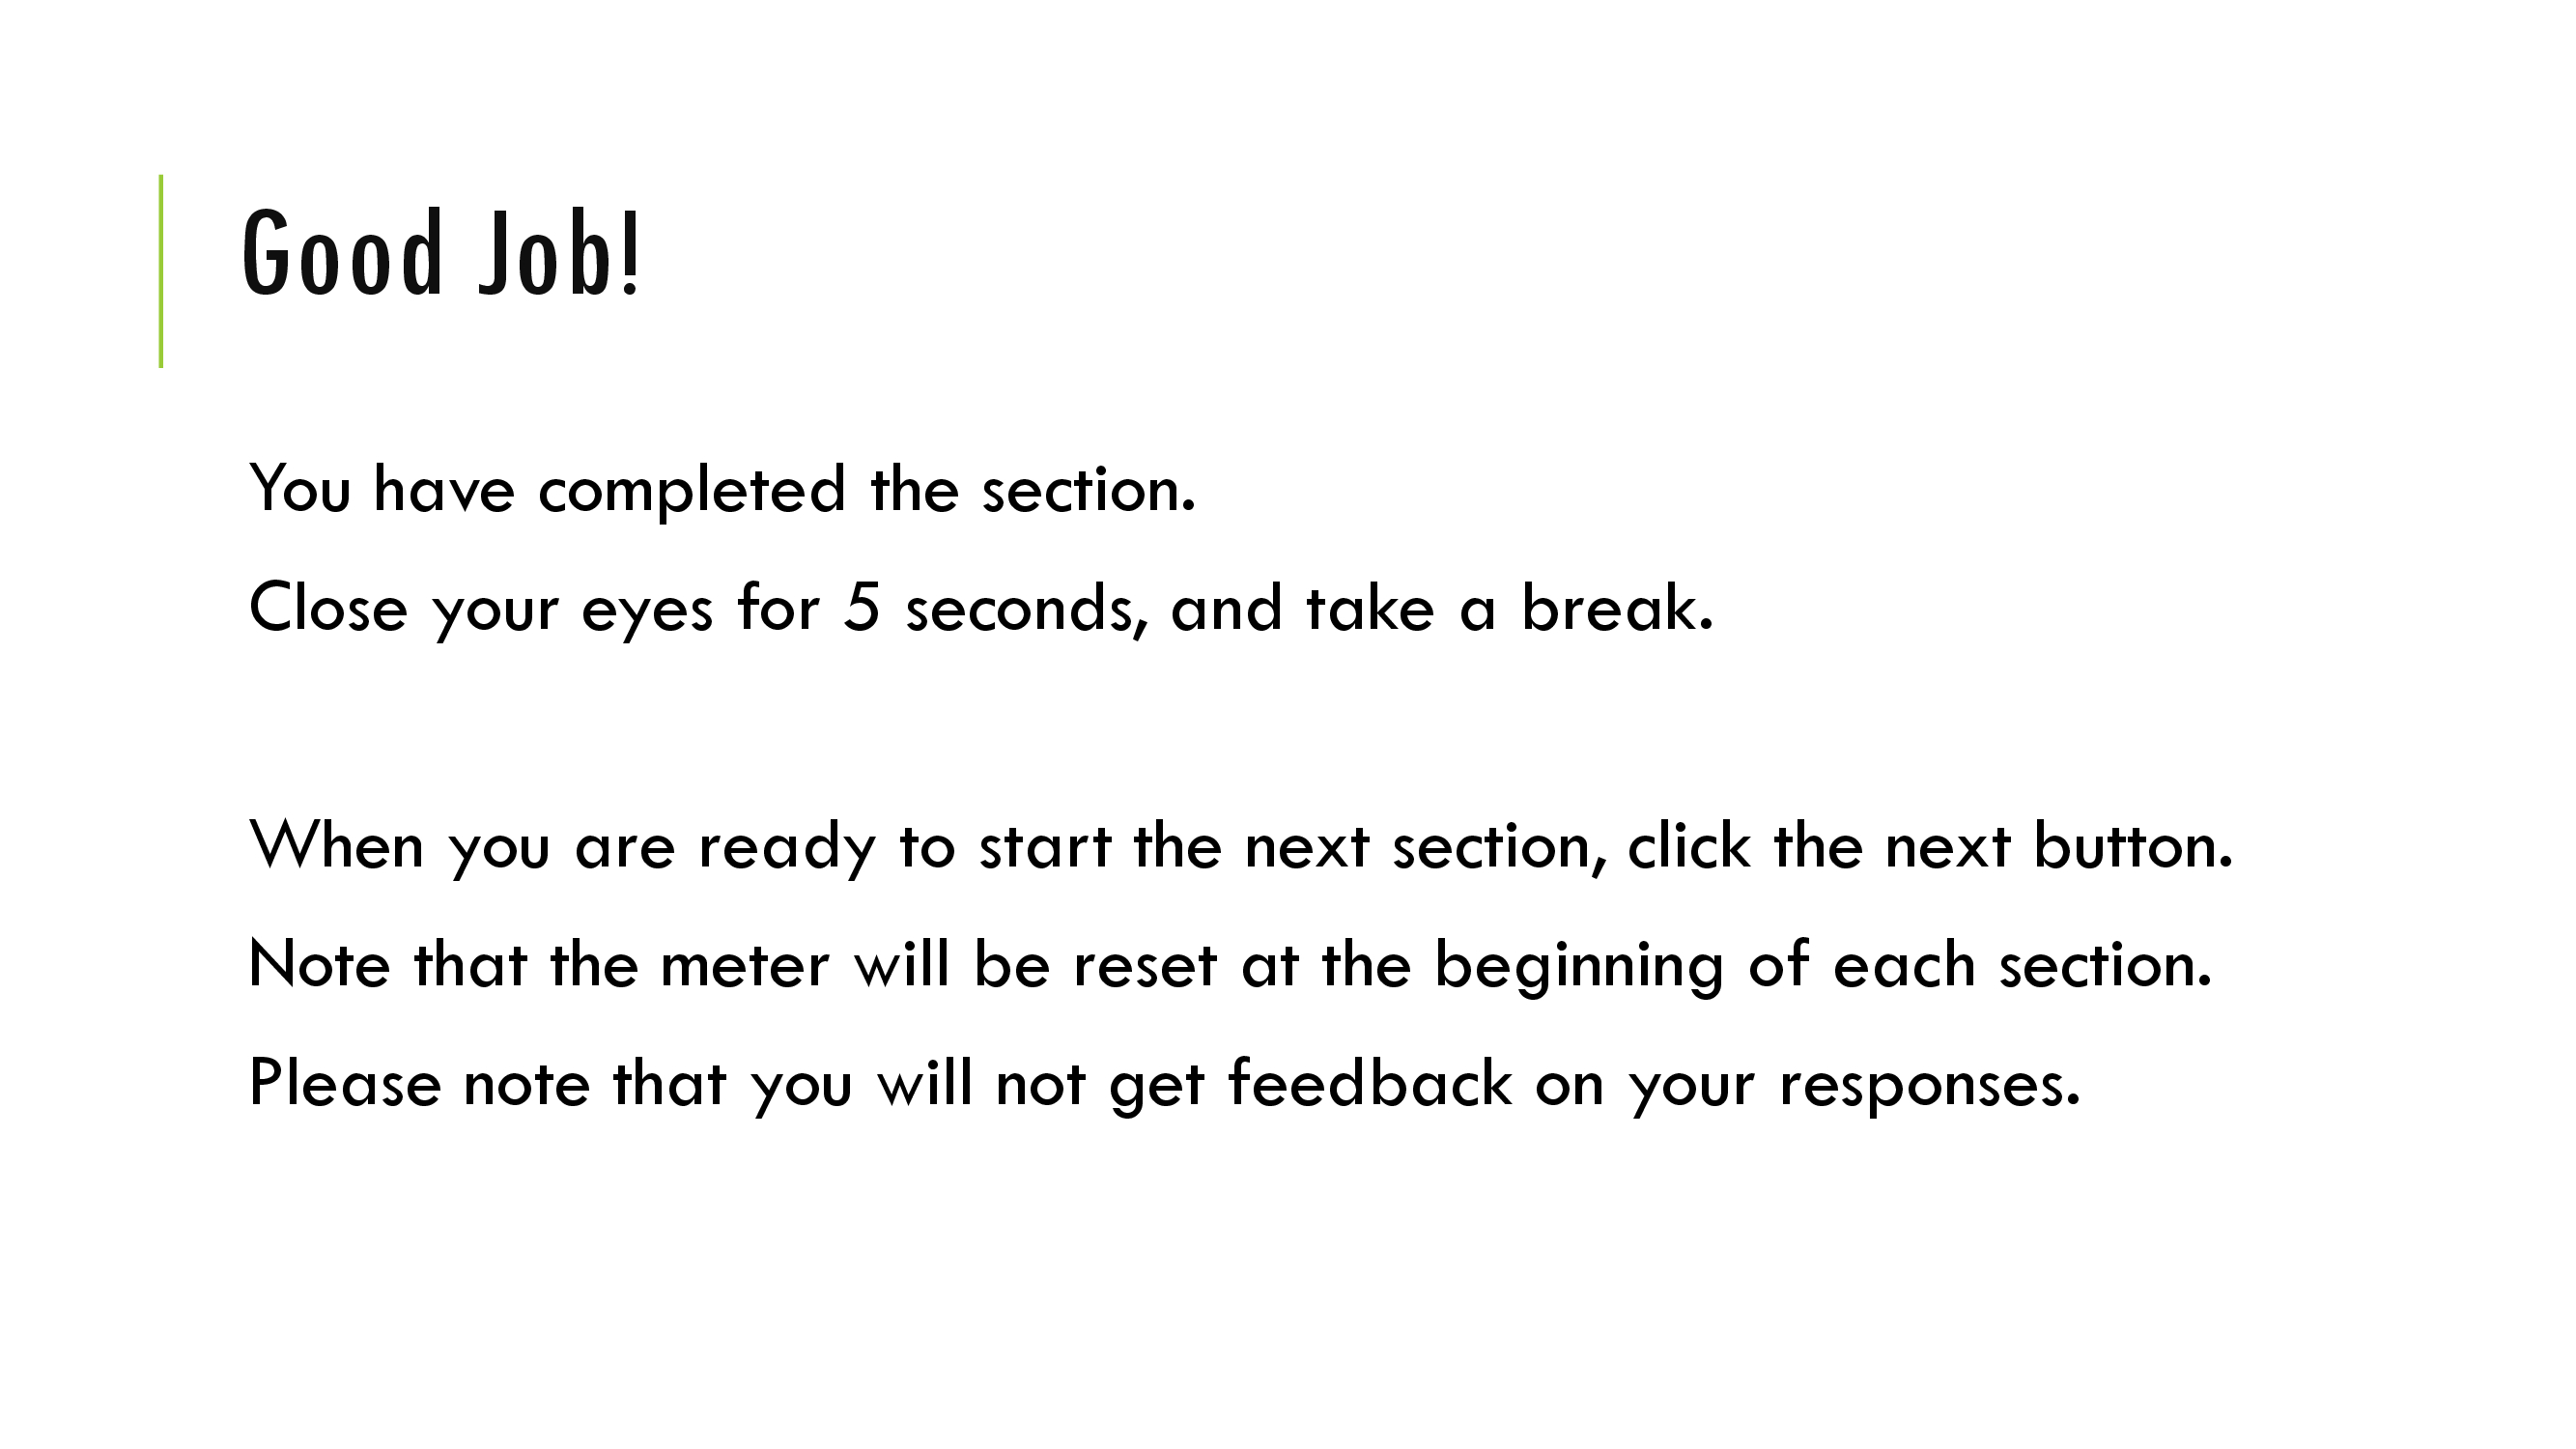 Good Job!
You have completed the section.
Close your eyes for 5 seconds, and take a break.
When you are ready to start the next section, click the next button.
Note that the meter will be reset at the beginning of each section.
Please note that you will not get feedback on your responses.